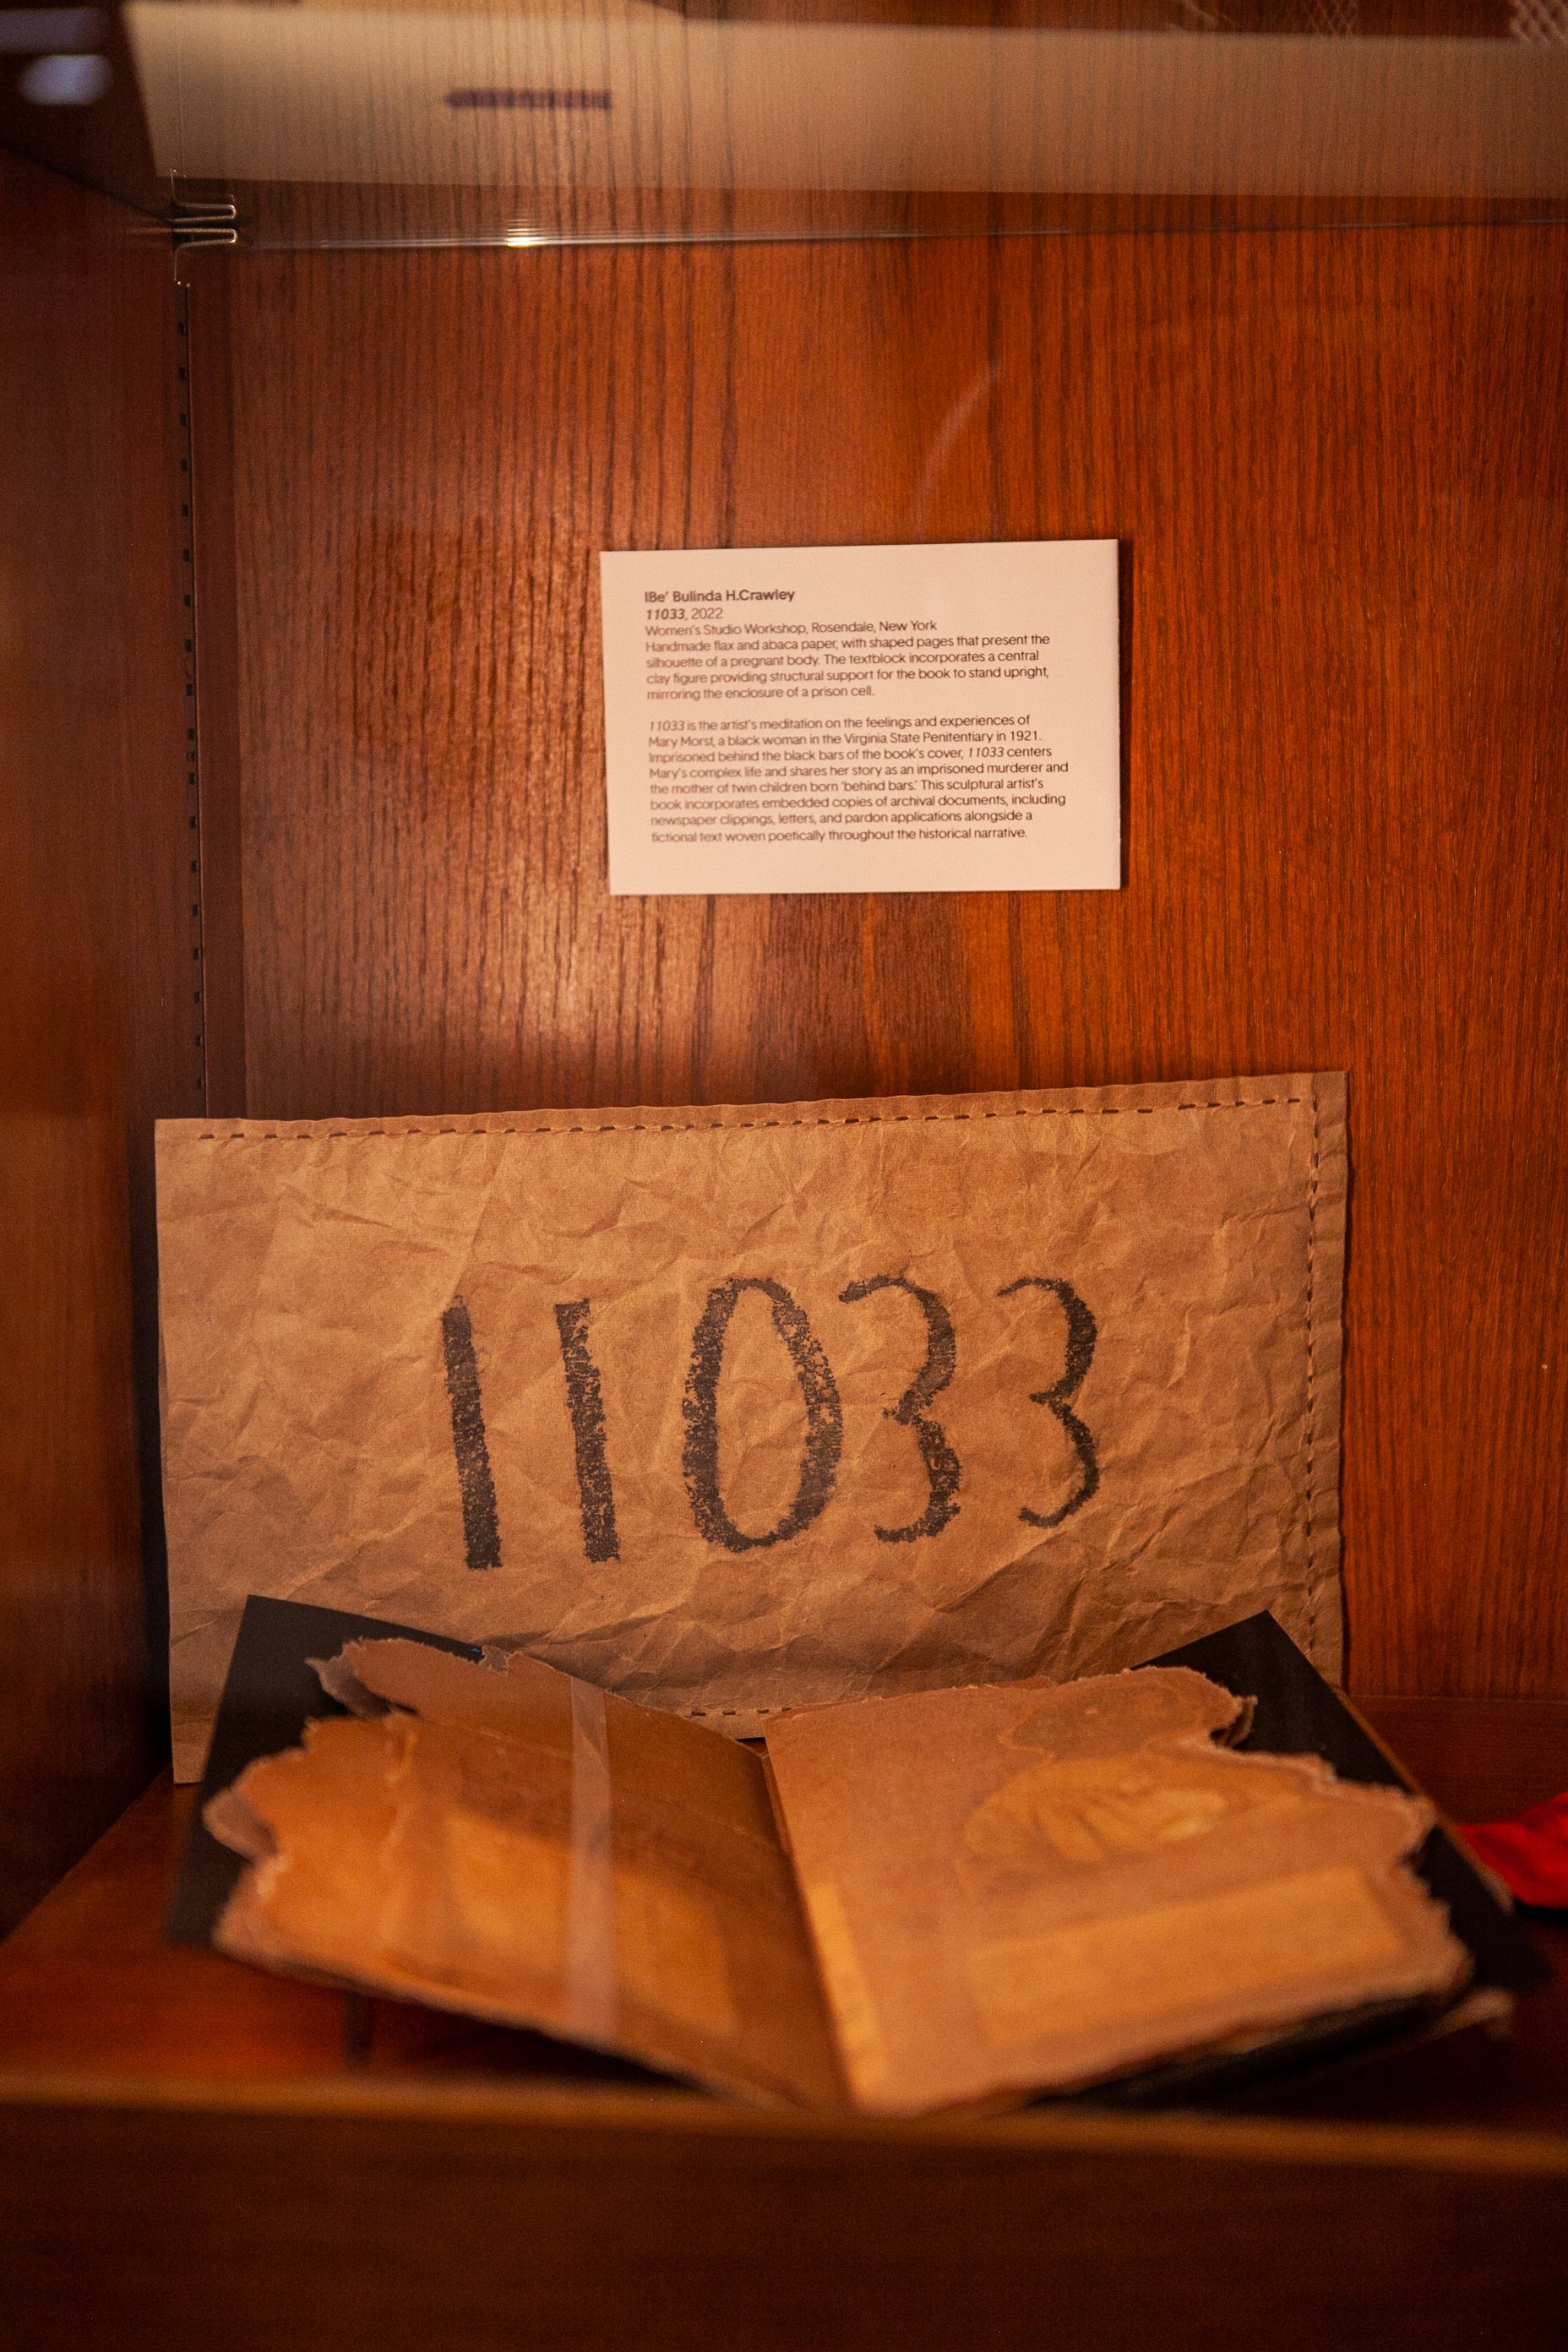 IBe' Bulinda H.Crawley
11033, 2022
Women's Studio Workshop, Rosendale, New York
Handmade flax and abaca paper, with shaped pages that present the
silhouette of a pregnant body. The textblock incorporates a central
clay figure providing structural support for the book to stand upright,
mirroring the enclosure of a prison cell.
11033 is the artist's meditation on the feelings and experiences of
Mary Morst, a black woman in the Virginia State Penitentiary in 1921.
Imprisoned behind the black bars of the book's cover, 11033 centers
Mary's complex life and shares her story as an imprisoned murderer and
the mother of twin children born 'behind bars.' This sculptural artist's
book incorporates embedded copies of archival documents, including
newspaper clippings, letters, and pardon applications alongside a
fictional text woven poetically throughout the historical narrative.
11033